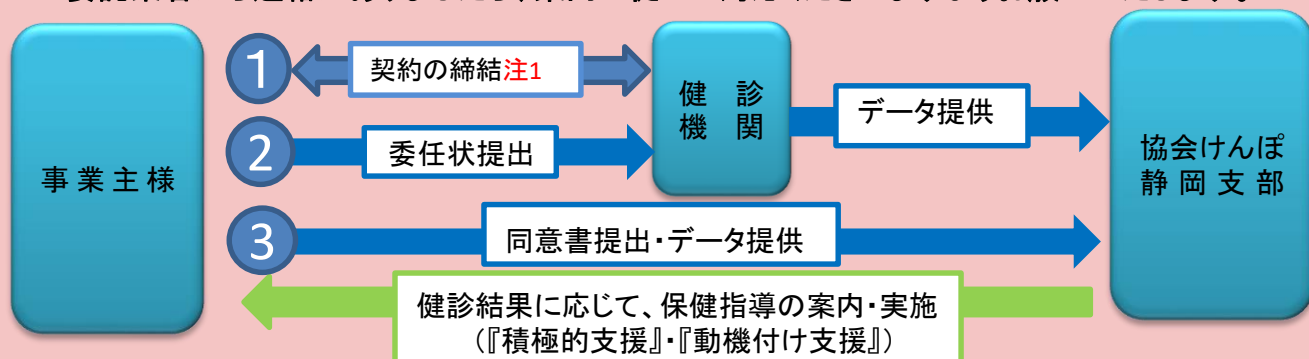 事業主様
1
契約の締結注1
2
委任状提出
健 診
機 関
データ提供
協会けんぽ
静岡支部
3
同意書提出・データ提供
健診結果に応じて、保健指導の案内・実施
(『積極的支援』・『動機付け支援』)